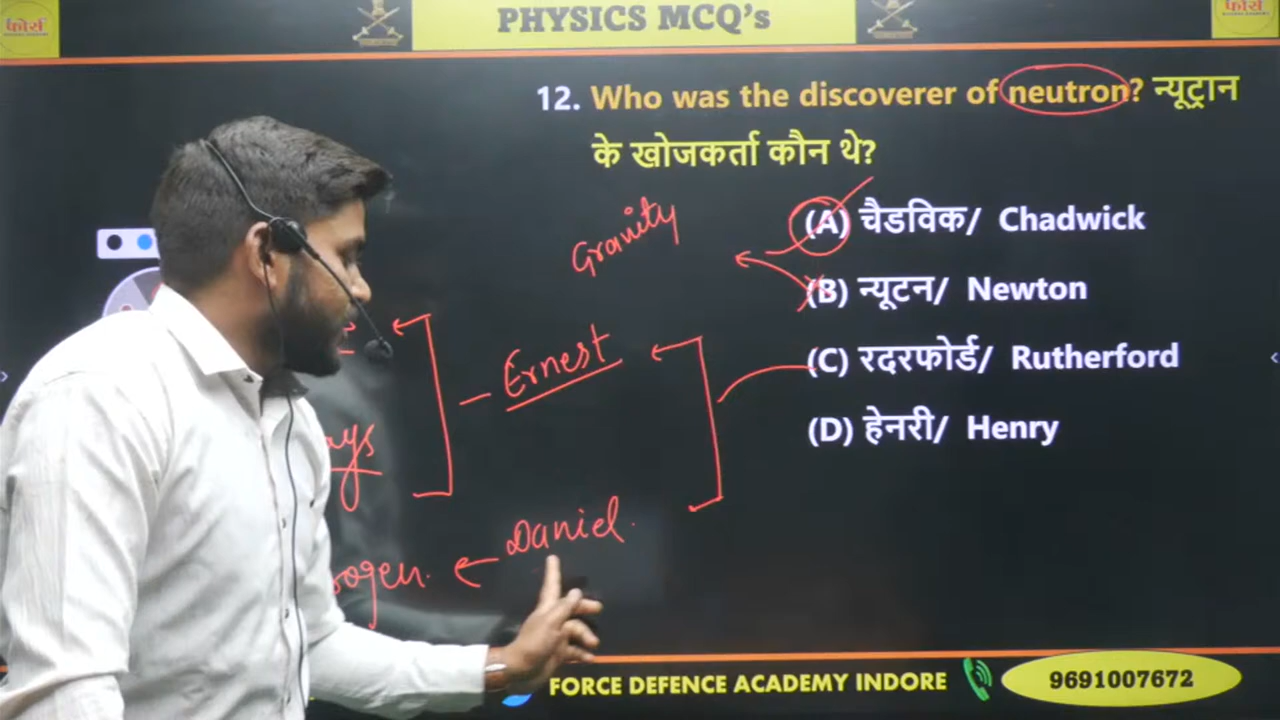 फोर्स
PHYSICS MCQ’s
फोर्स
12. Who was the discoverer of neutron? न्यूट्रान
के खोजकर्ता कौन थे?
Gravity
(A) चैडविक/ Chadwick
(B) न्यूटन/ Newton
Ernest
(C) रदरफोर्ड/ Rutherford
(D) हेनरी/ Henry
Daniel.
FORCE DEFENCE ACADEMY INDORE
9691007672